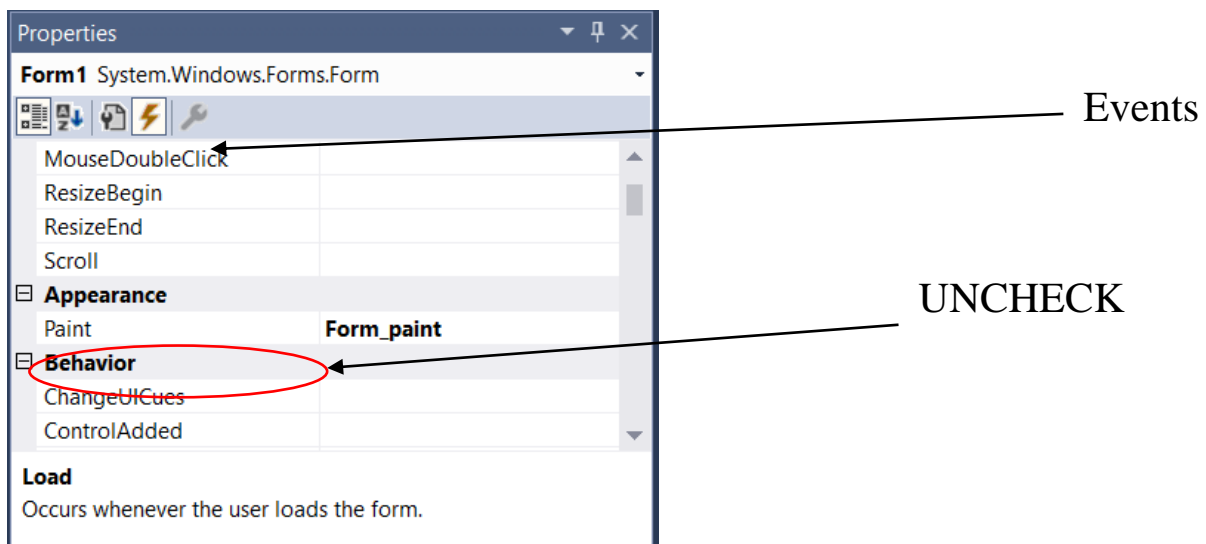 Properties
Form1 System.Windows.Forms.Form
Events
MouseDoubleClick
ResizeBegin
ResizeEnd
Scroll
Appearance
UNCHECK
Paint Form_paint
Behavior
ChangeUICues
ControlAdded
Load
Occurs whenever the user loads the form.